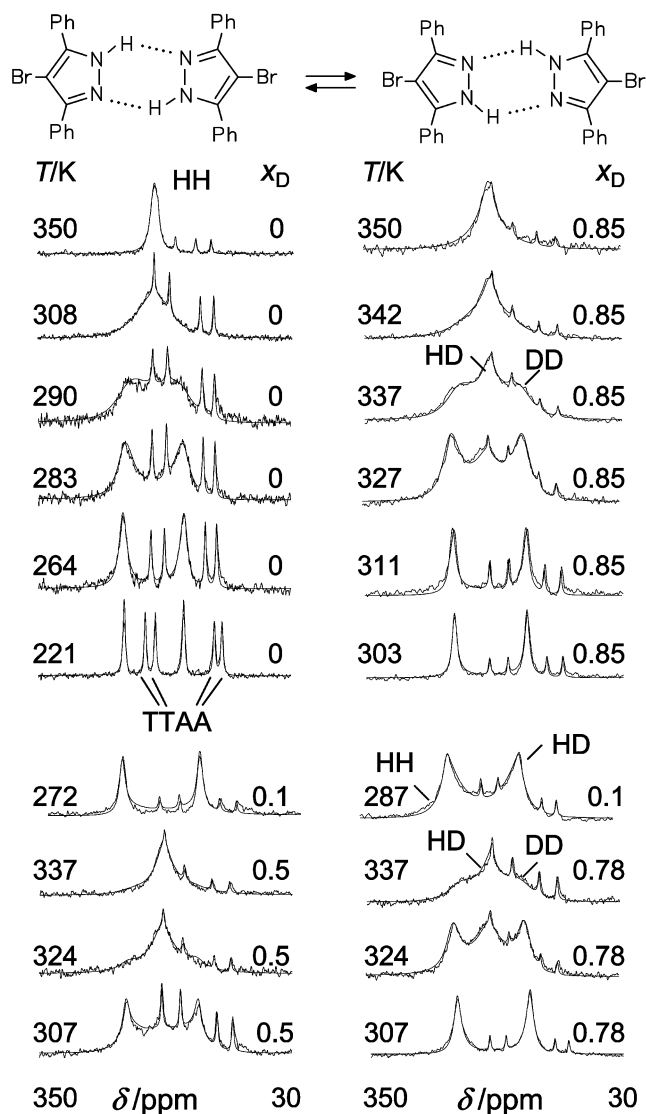 Ph Ph Ph Ph
H N H N
N N N N
Br Br Br Br
N N N N
H H
Ph Ph Ph Ph
T/K HH xD T/K xD
350 0 350 0.85
308 0 342 0.85
HD DD
290 0 337 0.85
283 0 327 0.85
264 0 311 0.85
221 0 303 0.85
TTAA
HD
HH
272 0.1 287 0.1
HD DD
337 0.5 337 0.78
324 0.5 324 0.78
307 0.5 307 0.78
350 δ/ppm 30 350 δ/ppm 30